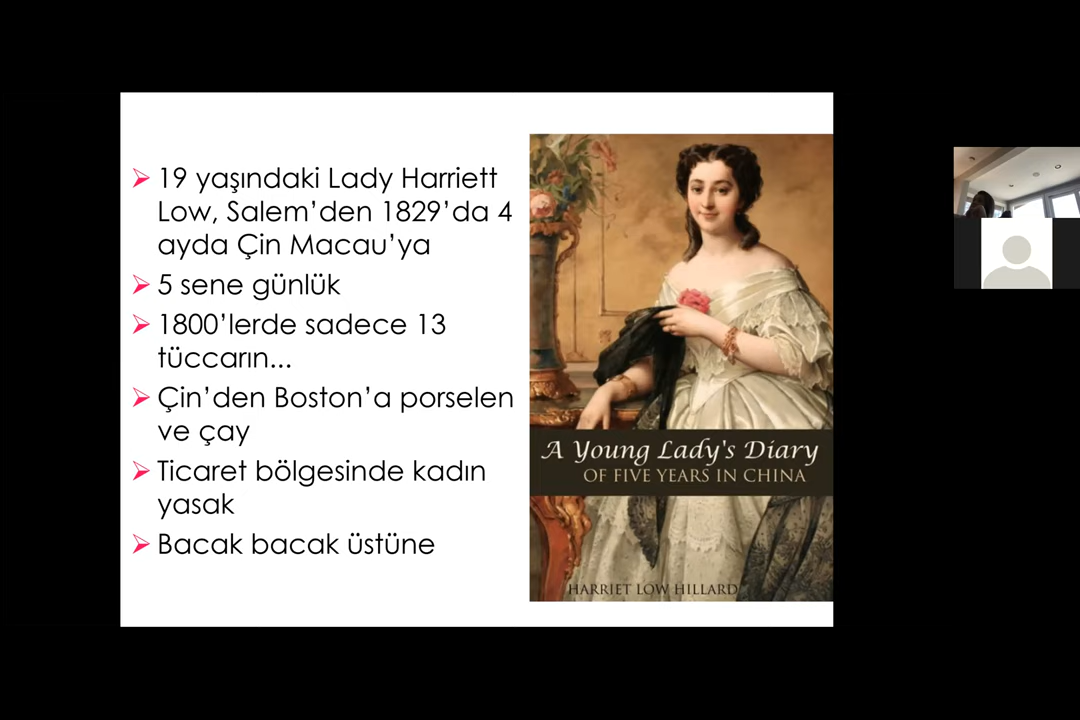 19 yaşındaki Lady Harriett
Low, Salem’den 1829’da 4
ayda Çin Macau’ya
5 sene günlük
1800’lerde sadece 13
tüccarın...
Çin’den Boston’a porselen
ve çay
Ticaret bölgesinde kadın
yasak
Bacak bacak üstüne
A Young Lady's Diary
OF FIVE YEARS IN CHINA
HARRIET LOW HILLARD